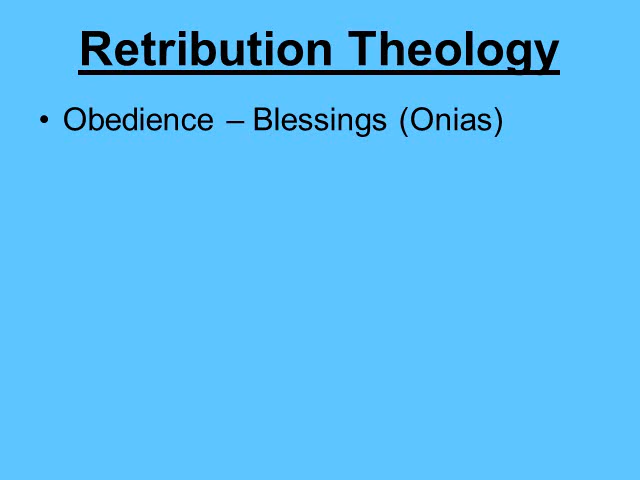 Retribution Theology
• Obedience – Blessings (Onias)